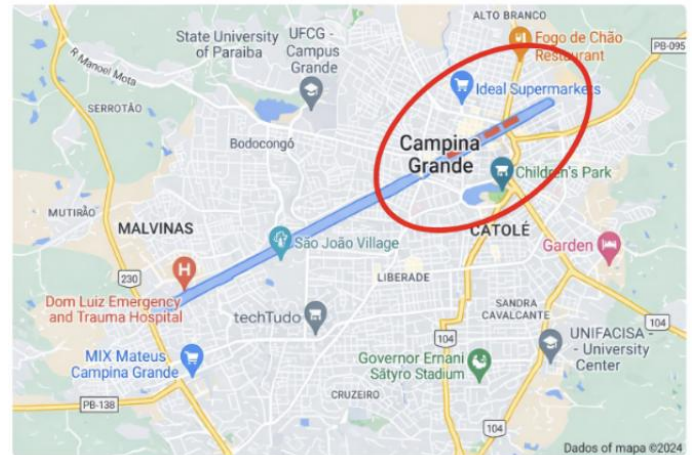 ALTO BRANCO
State University
of Paraiba
UFCG -
Campus
Grande
Fogo de Chão
Restaurant
PB-095
R Manoel Mota
Ideal Supermarkets
SERROTÃO
Bodocongó
Campina
Grande
Children's Park
MUTIRÃO
MALVINAS
São João Village
CATOLÉ
Garden
230
H
Dom Luiz Emergency
and Trauma Hospital
LIBERADE
SANDRA
CAVALCANTE
techTudo
104
104
UNIFACISA -
- University
Center
MIX Mateus
Campina Grande
Governor Ernani
Sátyro Stadium
CRUZEIRO
PB-138
104
Dados of mapa ©2024